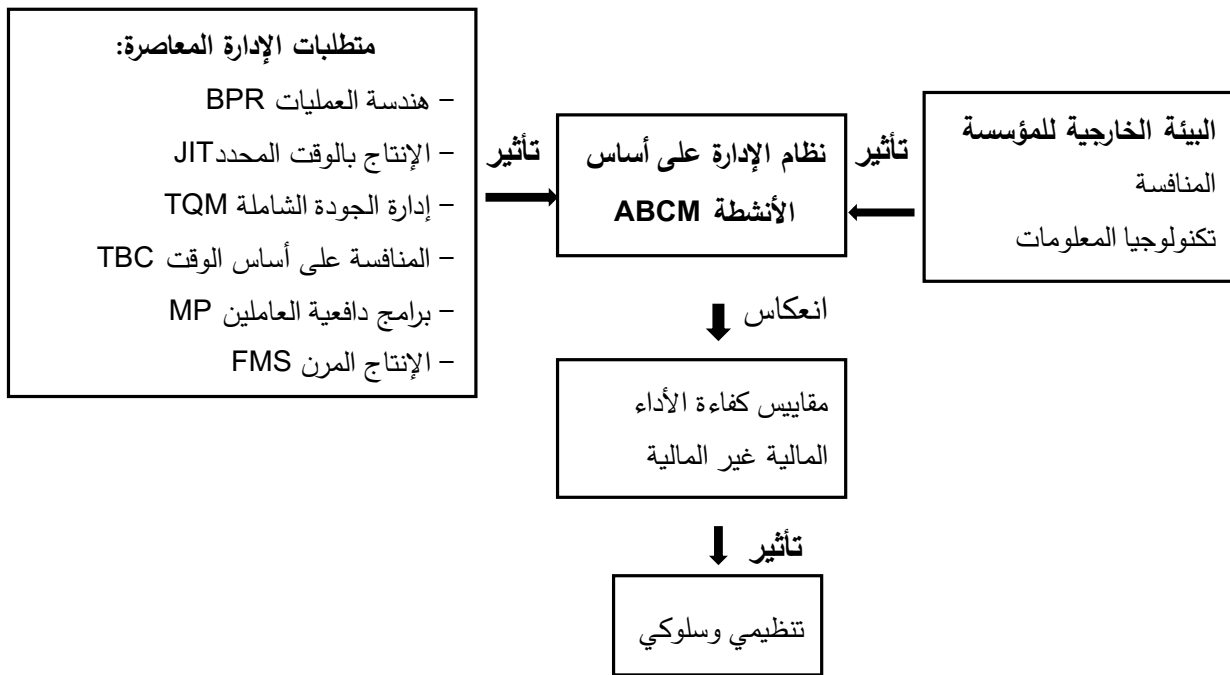 البيئة الخارجية للمؤسسة
المنافسة
تكنولوجيا المعلومات
تأثير
نظام الإدارة على أساس
الأنشطة ABCM
تأثير
متطلبات الإدارة المعاصرة:
– هندسة العمليات BPR
– الإنتاج بالوقت المحددJIT
– إدارة الجودة الشاملة TQM
– المنافسة على أساس الوقت TBC
– برامج دافعية العاملين MP
– الإنتاج المرن FMS
انعكاس
مقاييس كفاءة الأداء
المالية غير المالية
تأثير
تنظيمي وسلوكي